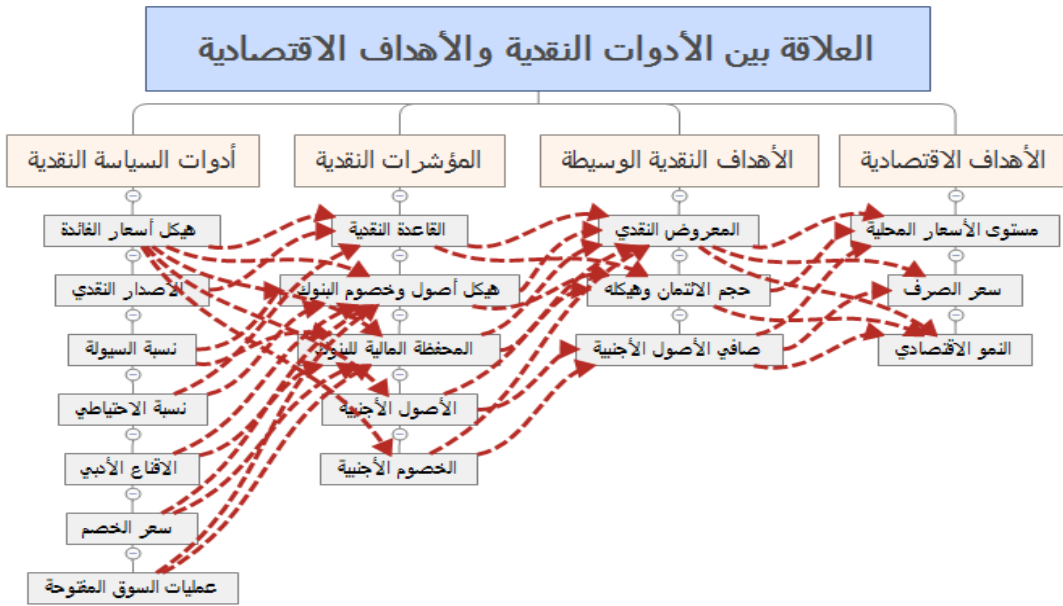 العلاقة بين الأدوات النقدية والأهداف الاقتصادية
أدوات السياسة النقدية
هيكل أسعار الفائدة
الأصدار النقدي
نسبة السيولة
نسبة الاحتياطي
الاقناع الأدبي
سعر الخصم
عمليات السوق المفتوحة
المؤشرات النقدية
القاعدة النقدية
هيكل أصول وخصوم البنوك
المحفظة المالية للبنوك
الأصول الأجنبية
الخصوم الأجنبية
الأهداف النقدية الوسيطة
المعروض النقدي
حجم الائتمان وهيكله
صافي الأصول الأجنبية
الأهداف الاقتصادية
مستوى الأسعار المحلية
سعر الصرف
النمو الاقتصادي